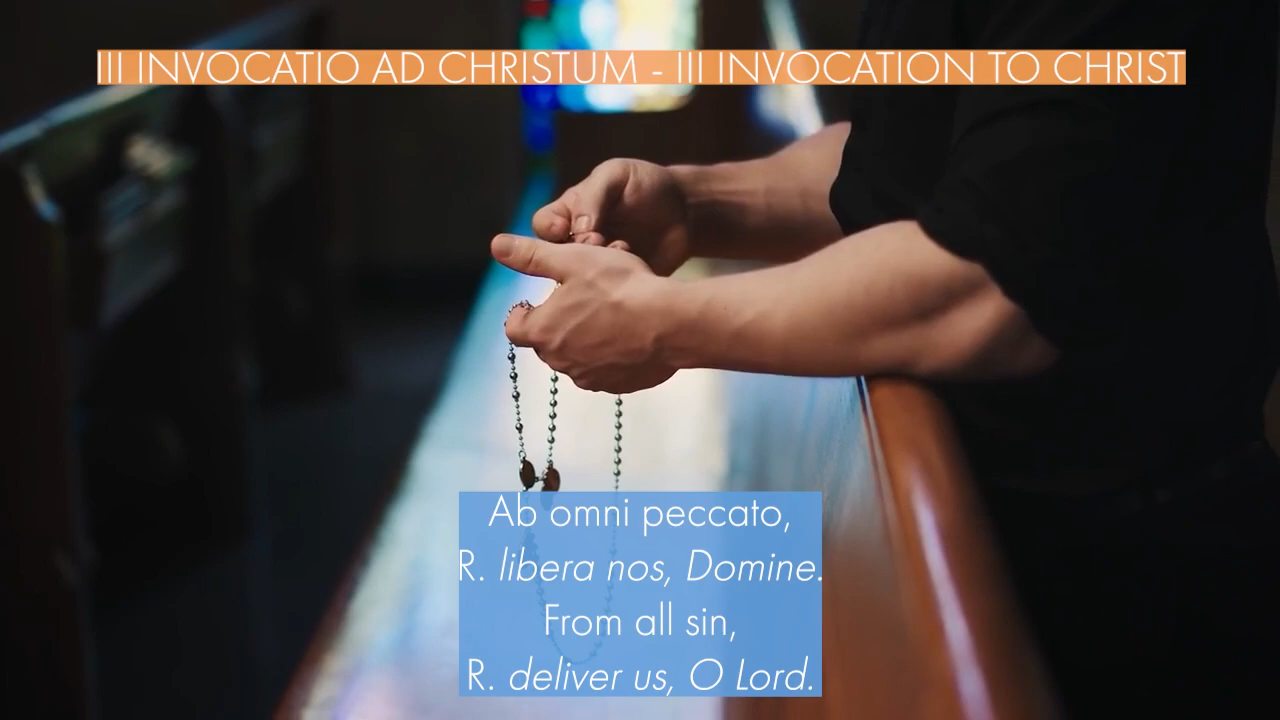 III INVOCATIO AD CHRISTUM - III INVOCATION TO CHRIST
Ab omni peccato,
R. libera nos, Domine.
From all sin,
R. deliver us, O Lord.